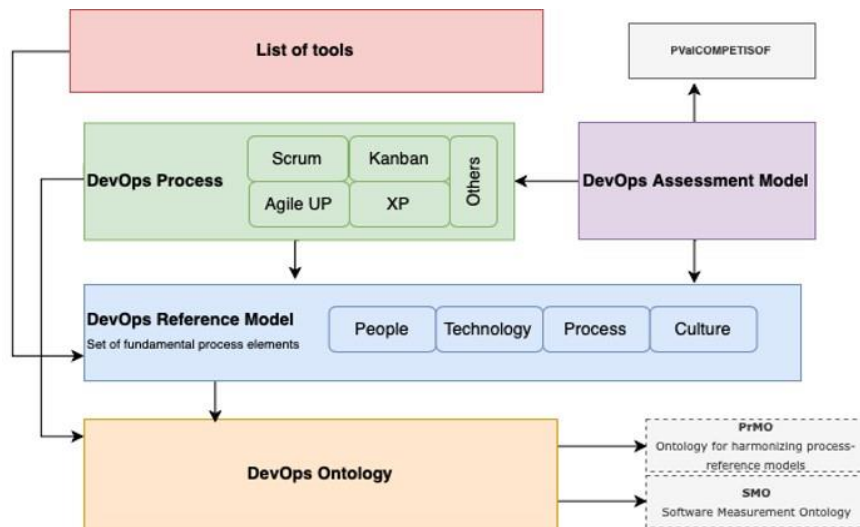 List of tools
PValCOMPETISOF
DevOps Process
Scrum
Kanban
Agile UP
XP
Others
DevOps Assessment Model
DevOps Reference Model
Set of fundamental process elements
People
Technology
Process
Culture
DevOps Ontology
PrMO
Ontology for harmonizing process-
reference models
SMO
Software Measurement Ontology